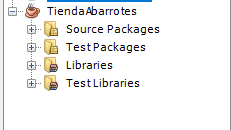 TiendaAbarrotes
Source Packages
Test Packages
Libraries
Test Libraries